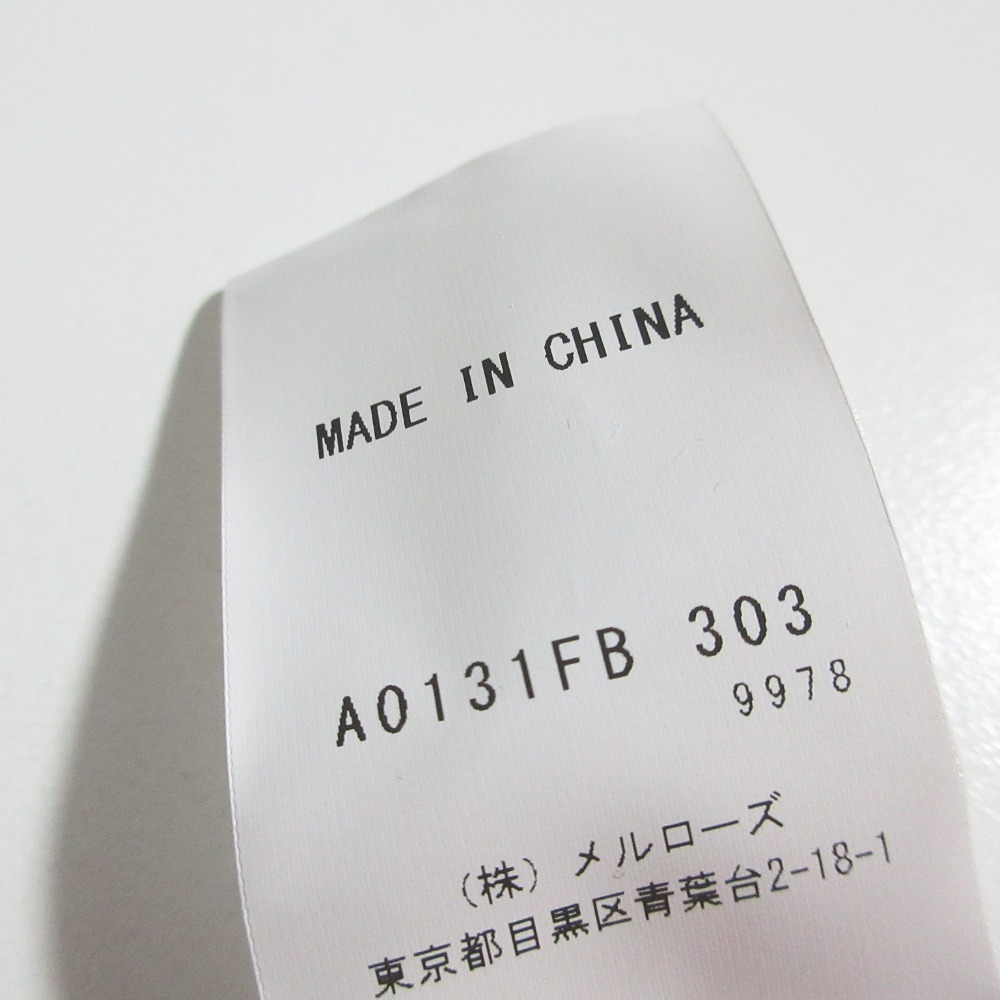 MADE IN CHINA
A0131FB 303
9978
(株) メルローズ
東京都目黒区青葉台2-18-1